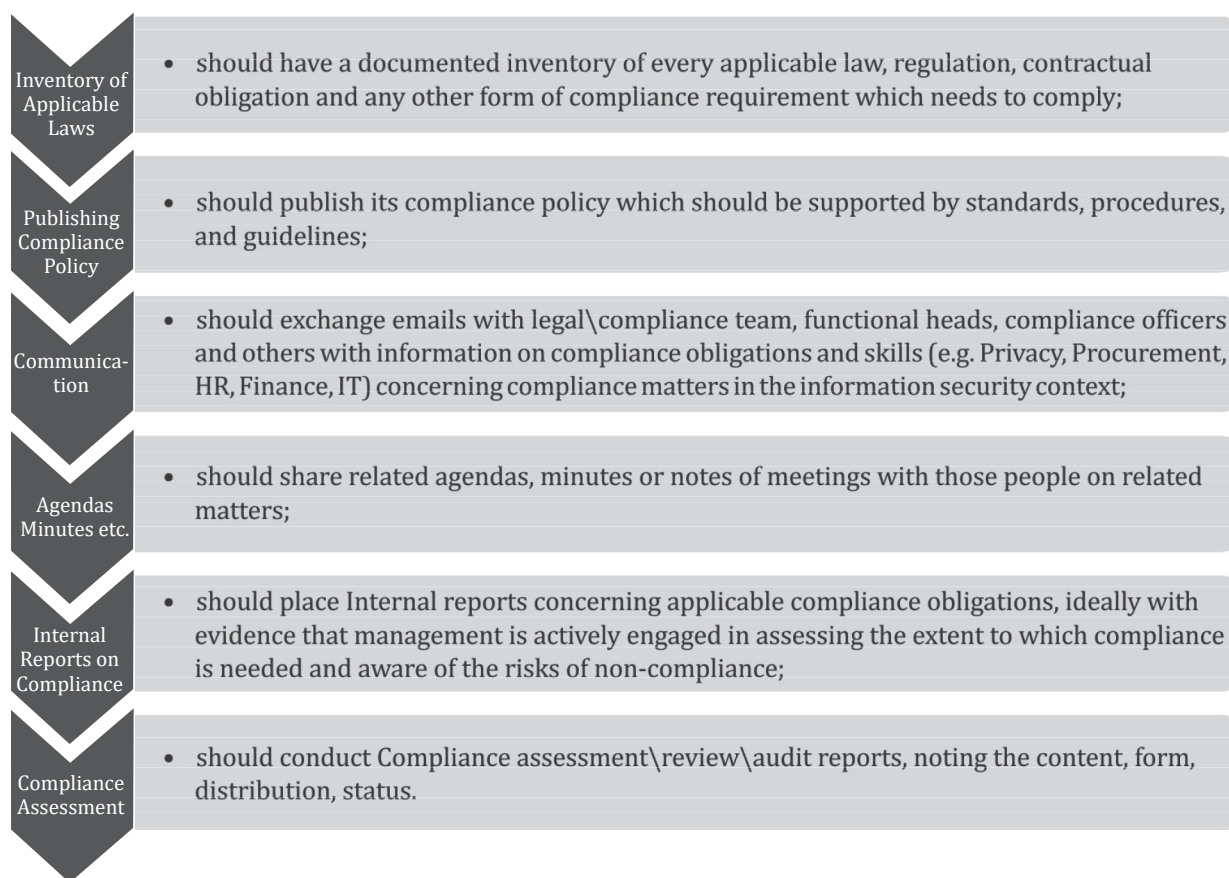 Inventory of
Applicable
Laws
• should have a documented inventory of every applicable law, regulation, contractual
obligation and any other form of compliance requirement which needs to comply;
Publishing
Compliance
Policy
• should publish its compliance policy which should be supported by standards, procedures,
and guidelines;
Communica-
tion
• should exchange emails with legal\compliance team, functional heads, compliance officers
and others with information on compliance obligations and skills (e.g. Privacy, Procurement,
HR, Finance, IT) concerning compliance matters in the information security context;
Agendas
Minutes etc.
• should share related agendas, minutes or notes of meetings with those people on related
matters;
Internal
Reports on
Compliance
• should place Internal reports concerning applicable compliance obligations, ideally with
evidence that management is actively engaged in assessing the extent to which compliance
is needed and aware of the risks of non-compliance;
Compliance
Assessment
• should conduct Compliance assessment\review\audit reports, noting the content, form,
distribution, status.